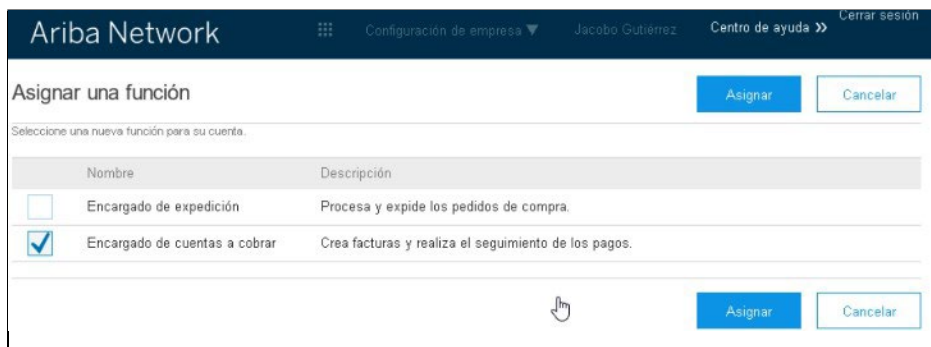 Ariba Network
Configuración de empresa
Jacobo Gutiérrez
Centro de ayuda »
Cerrar sesión
Asignar una función
Asignar
Cancelar
Seleccione una nueva función para su cuenta.
Nombre Descripción
Encargado de expedición Procesa y expide los pedidos de compra.
Encargado de cuentas a cobrar Crea facturas y realiza el seguimiento de los pagos.
Asignar
Cancelar